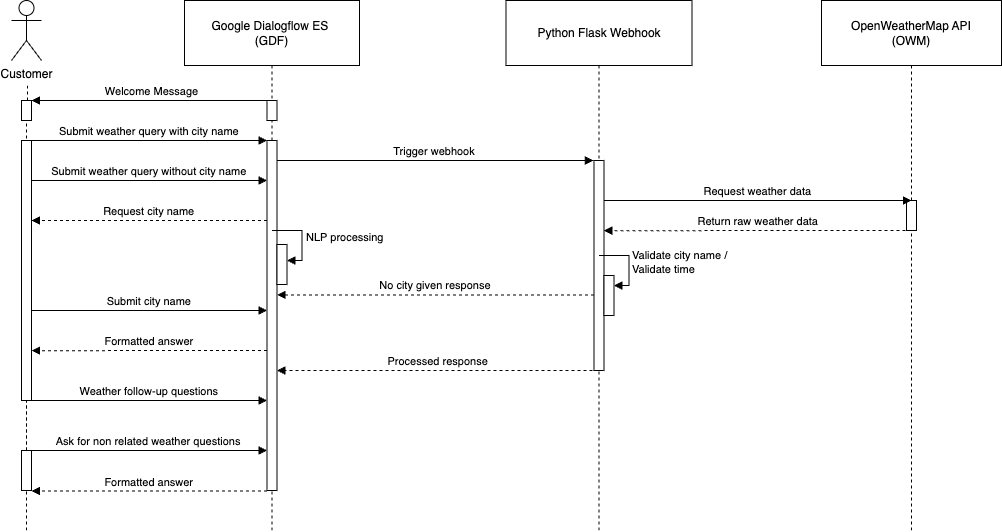 Google Dialogflow ES
(GDF)
Python Flask Webhook
OpenWeatherMap API
(OWM)
Customer
Welcome Message
Submit weather query with city name
Trigger webhook
Submit weather query without city name
Request weather data
Request city name
Return raw weather data
NLP processing
Validate city name /
Validate time
No city given response
Submit city name
Formatted answer
Processed response
Weather follow-up questions
Ask for non related weather questions
Formatted answer